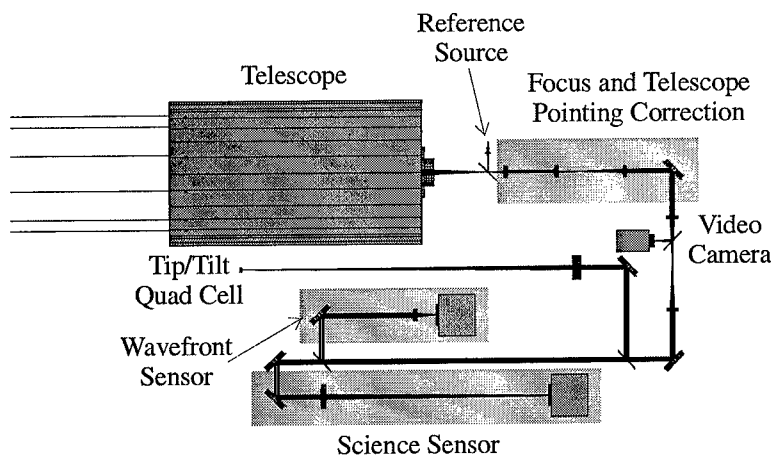 Reference
Source
Telescope
Focus and Telescope
Pointing Correction
Video
Camera
Tip/Tilt
Quad Cell
Wavefront
Sensor
Science Sensor